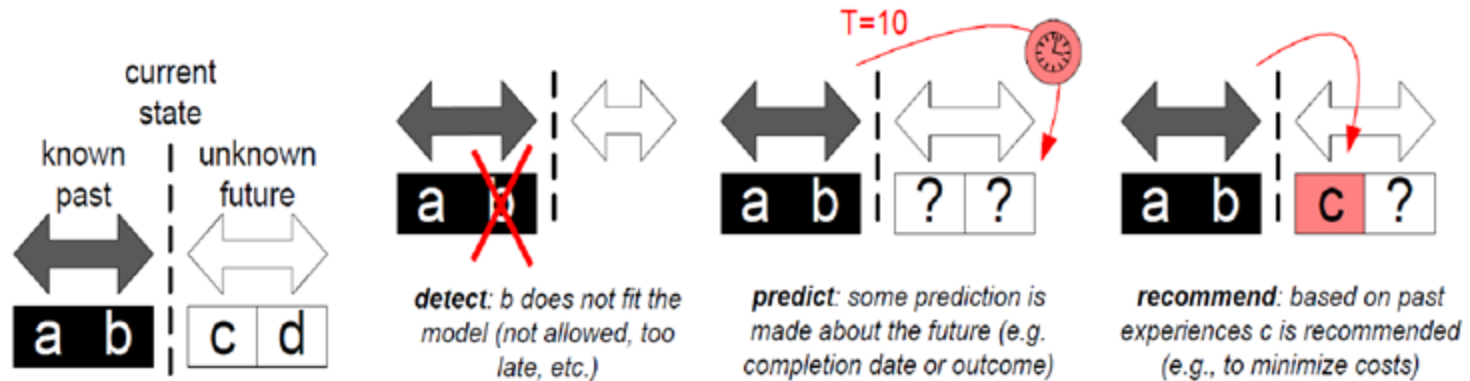 current
state
known
past
unknown
future
a b
c d
a b
detect: b does not fit the
model (not allowed, too
late, etc.)
T=10
a b
? ?
predict: some prediction is
made about the future (e.g.
completion date or outcome)
a b
c ?
recommend: based on past
experiences c is recommended
(e.g., to minimize costs)